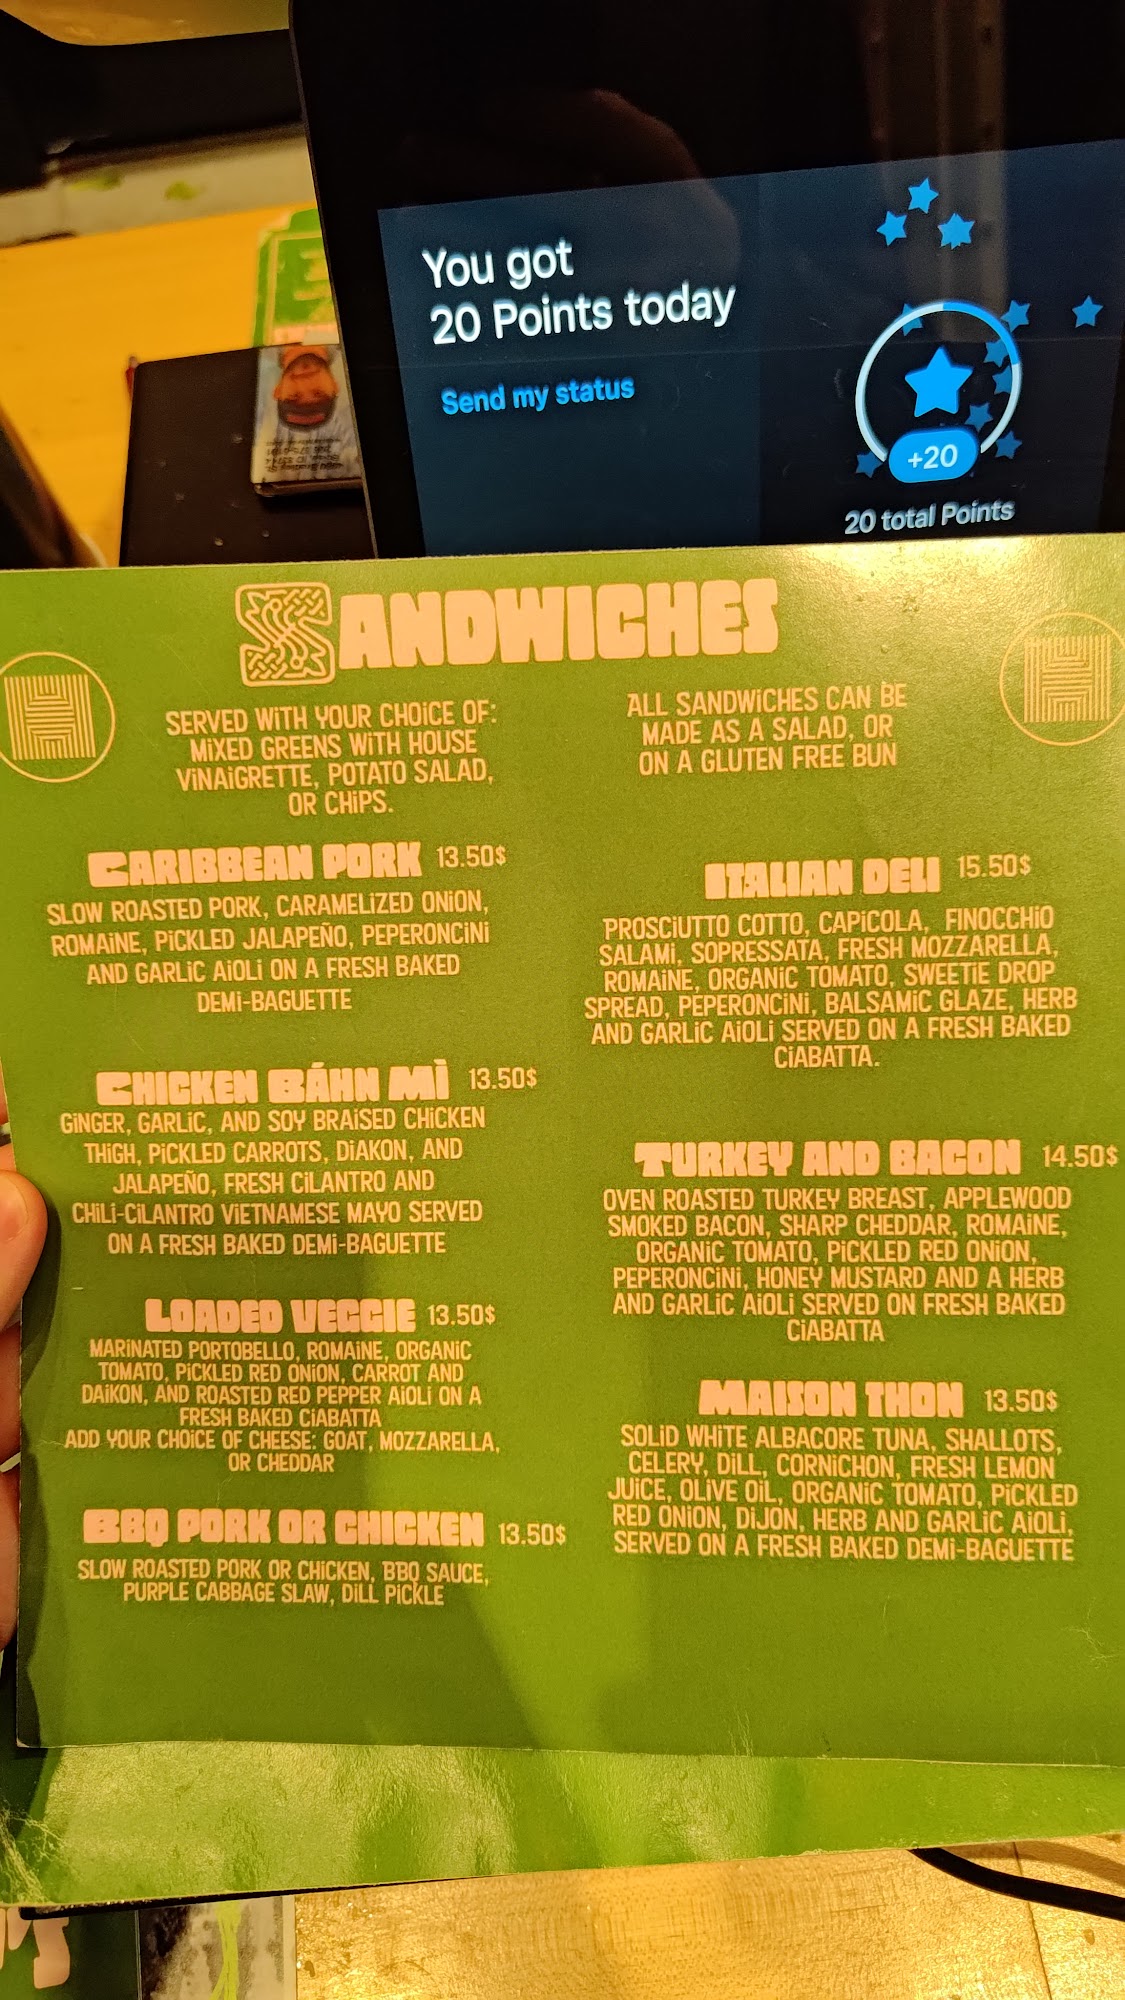 You got
20 Points today
Send my status
+20
20 total Points
SANDWICHES
SERVED WiTH YOUR CHOiCE OF:
MiXED GREENS WiTH HOUSE
ViNAiGRETTE, POTATO SALAD,
OR CHiPS.
ALL SANDWiCHES CAN BE
MADE AS A SALAD, OR
ON A GLUTEN FREE BUN
CARIBBEAN PORK 13.50$
SLOW ROASTED PORK, CARAMELiZED ONiON,
ROMAiNE, PiCKLED JALAPEÑO, PEPERONCiNi
AND GARLiC AiOLi ON A FRESH BAKED
DEMi-BAGUETTE
CHICKEN BÁHN MÌ 13.50$
GiNGER, GARLiC, AND SOY BRAiSED CHiCKEN
THiGH, PiCKLED CARROTS, DiAKON, AND
JALAPEÑO, FRESH CiLANTRO AND
CHiLi-CiLANTRO ViETNAMESE MAYO SERVED
ON A FRESH BAKED DEMi-BAGUETTE
LOADED VEGGIE 13.50$
MARiNATED PORTOBELLO, ROMAiNE, ORGANiC
TOMATO, PiCKLED RED ONiON, CARROT AND
DAiKON, AND ROASTED RED PEPPER AiOLi ON A
FRESH BAKED CiABATTA
ADD YOUR CHOiCE OF CHEESE: GOAT, MOZZARELLA,
OR CHEDDAR
BBQ PORK OR CHICKEN 13.50$
SLOW ROASTED PORK OR CHiCKEN, BBQ SAUCE,
PURPLE CABBAGE SLAW, DiLL PiCKLE
ITALIAN DELI 15.50$
PROSCiUTTO COTTO, CAPiCOLA, FiNOCCHiO
SALAMi, SOPRESSATA, FRESH MOZZARELLA,
ROMAiNE, ORGANiC TOMATO, SWEETiE DROP
SPREAD, PEPERONCiNi, BALSAMiC GLAZE, HERB
AND GARLiC AiOLi SERVED ON A FRESH BAKED
CiABATTA.
TURKEY AND BACON 14.50$
OVEN ROASTED TURKEY BREAST, APPLEWOOD
SMOKED BACON, SHARP CHEDDAR, ROMAiNE,
ORGANiC TOMATO, PiCKLED RED ONiON,
PEPERONCiNi, HONEY MUSTARD AND A HERB
AND GARLiC AiOLi SERVED ON FRESH BAKED
CiABATTA
MAISON THON 13.50$
SOLiD WHiTE ALBACORE TUNA, SHALLOTS,
CELERY, DiLL, CORNiCHON, FRESH LEMON
JUiCE, OLiVE OiL, ORGANiC TOMATO, PiCKLED
RED ONiON, DiJON, HERB AND GARLiC AiOLi,
SERVED ON A FRESH BAKED DEMi-BAGUETTE